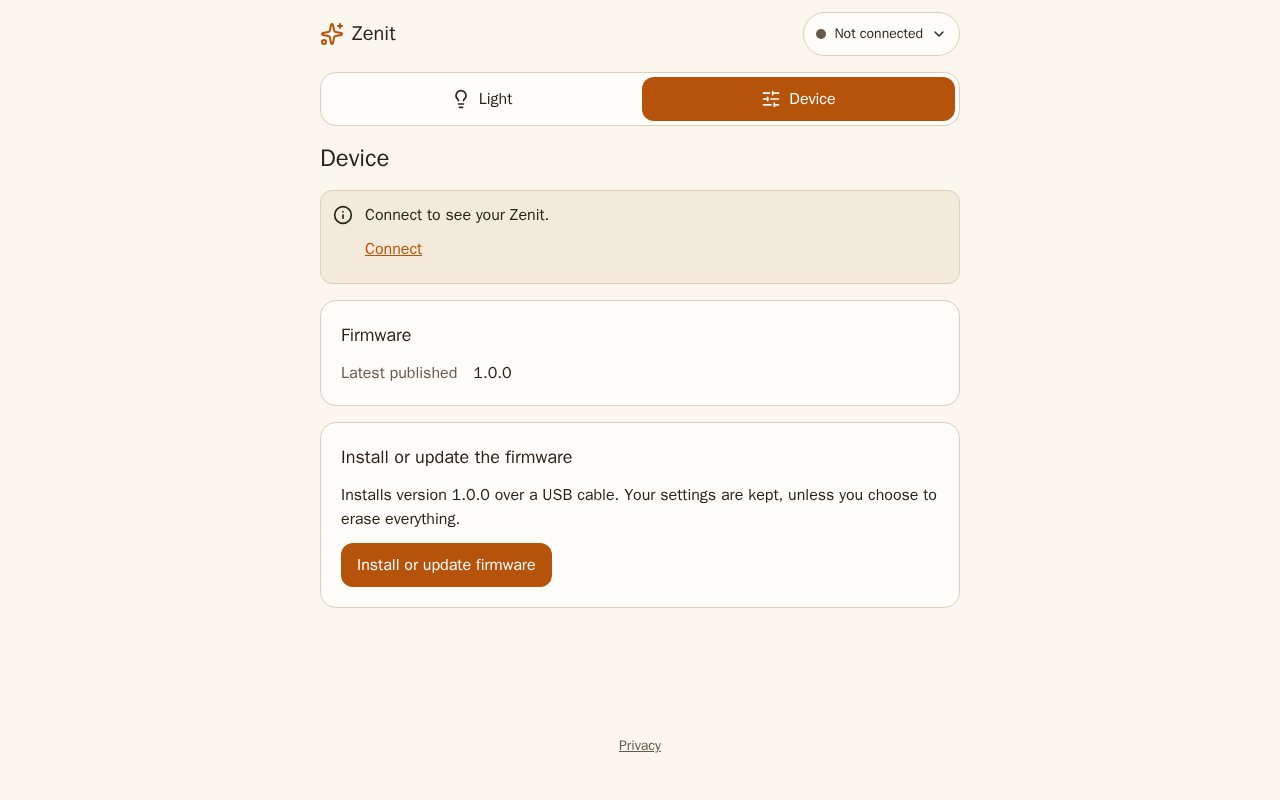 Zenit
Not connected
Light
Device
Device
Connect to see your Zenit.
Connect
Firmware
Latest published 1.0.0
Install or update the firmware
Installs version 1.0.0 over a USB cable. Your settings are kept, unless you choose to
erase everything.
Install or update firmware
Privacy